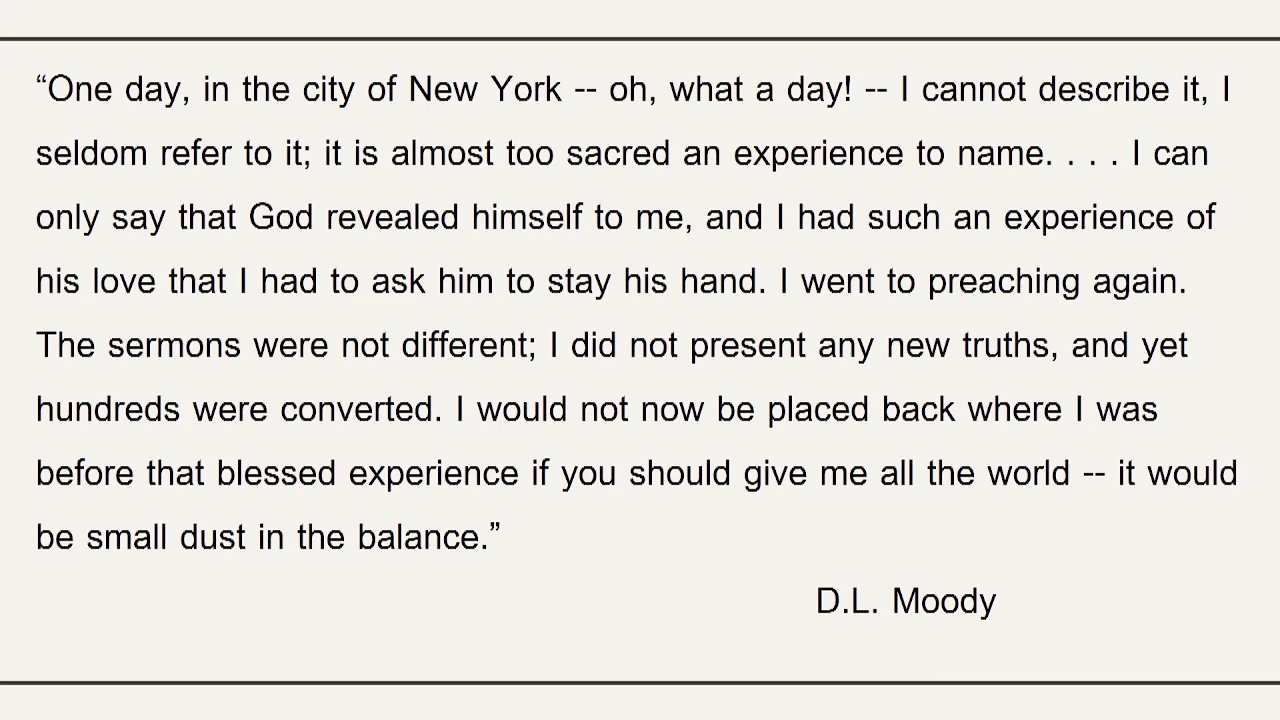 “One day, in the city of New York -- oh, what a day! -- I cannot describe it, I
seldom refer to it; it is almost too sacred an experience to name. . . . I can
only say that God revealed himself to me, and I had such an experience of
his love that I had to ask him to stay his hand. I went to preaching again.
The sermons were not different; I did not present any new truths, and yet
hundreds were converted. I would not now be placed back where I was
before that blessed experience if you should give me all the world -- it would
be small dust in the balance.”
D.L. Moody